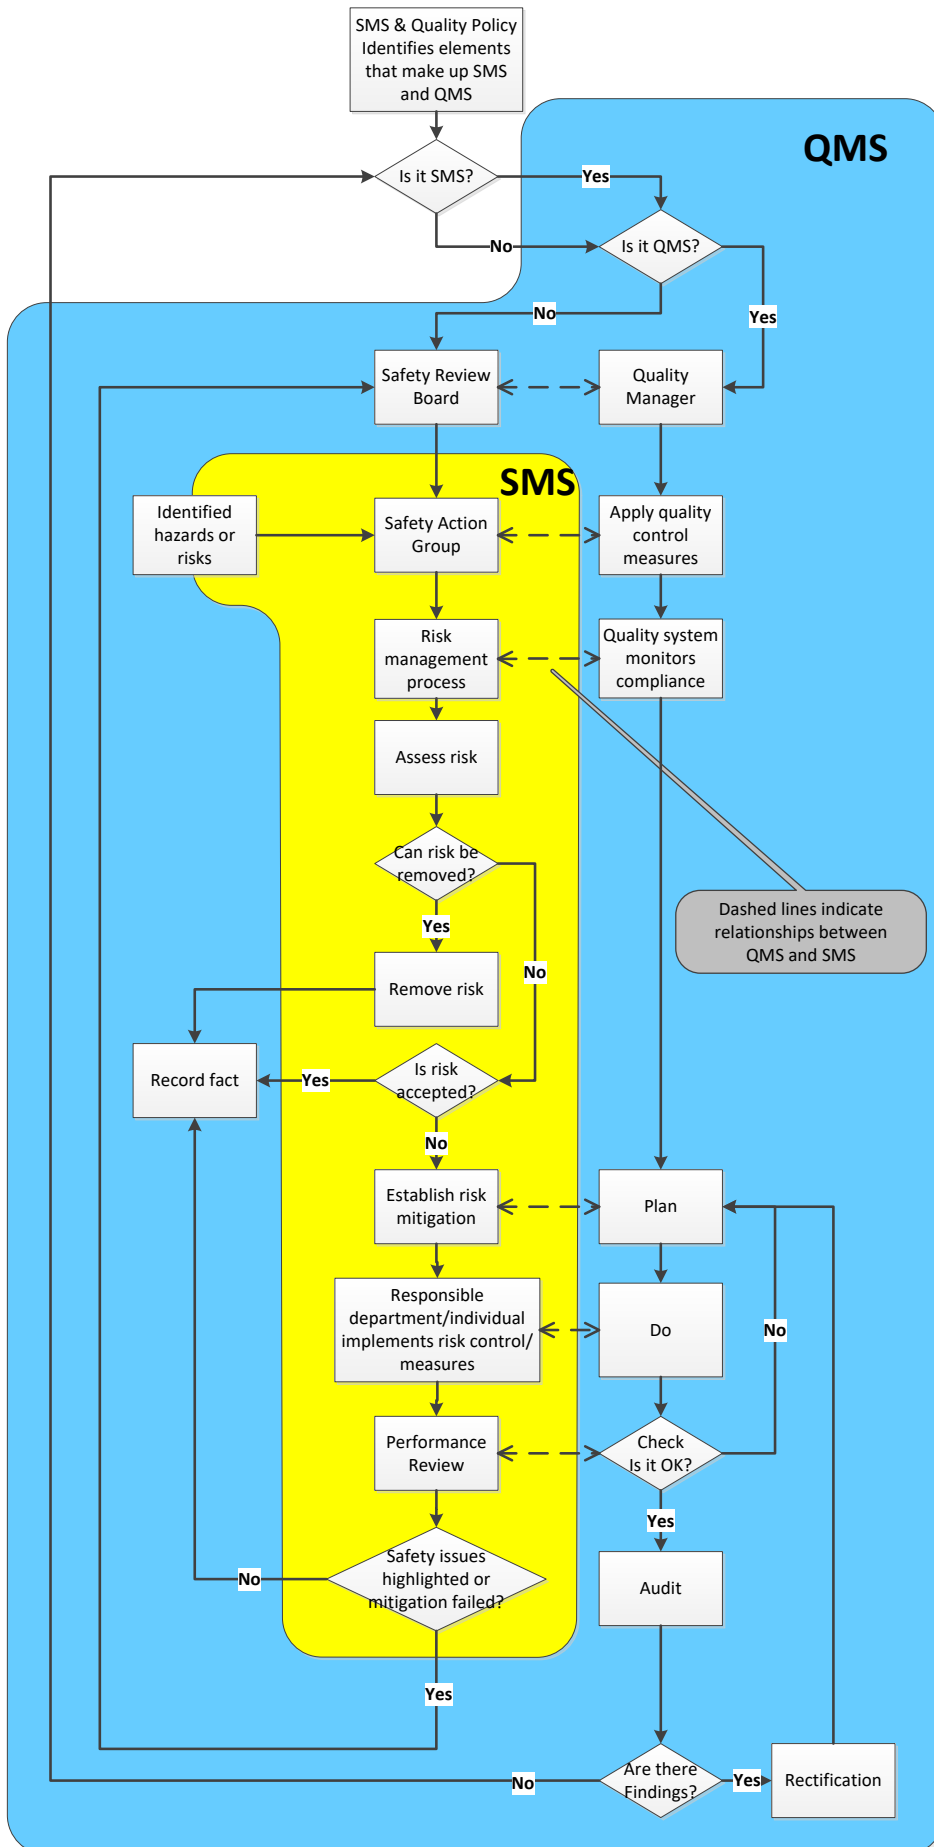 SMS & Quality Policy
Identifies elements
that make up SMS
and QMS
QMS
Is it SMS?
Yes
No
Is it QMS?
No
Yes
Safety Review
Board
Quality
Manager
SMS
Identified
hazards or
risks
Safety Action
Group
Apply quality
control
measures
Risk
management
process
Quality system
monitors
compliance
Assess risk
Can risk be
removed?
Yes
No
Dashed lines indicate
relationships between
QMS and SMS
Remove risk
Record fact
Yes
Is risk
accepted?
No
Establish risk
mitigation
Plan
Responsible
department/individual
implements risk control/
measures
Do
No
Performance
Review
Check
Is it OK?
Yes
Safety issues
highlighted or
mitigation failed?
No
Audit
Yes
Are there
Findings?
No
Yes
Rectification